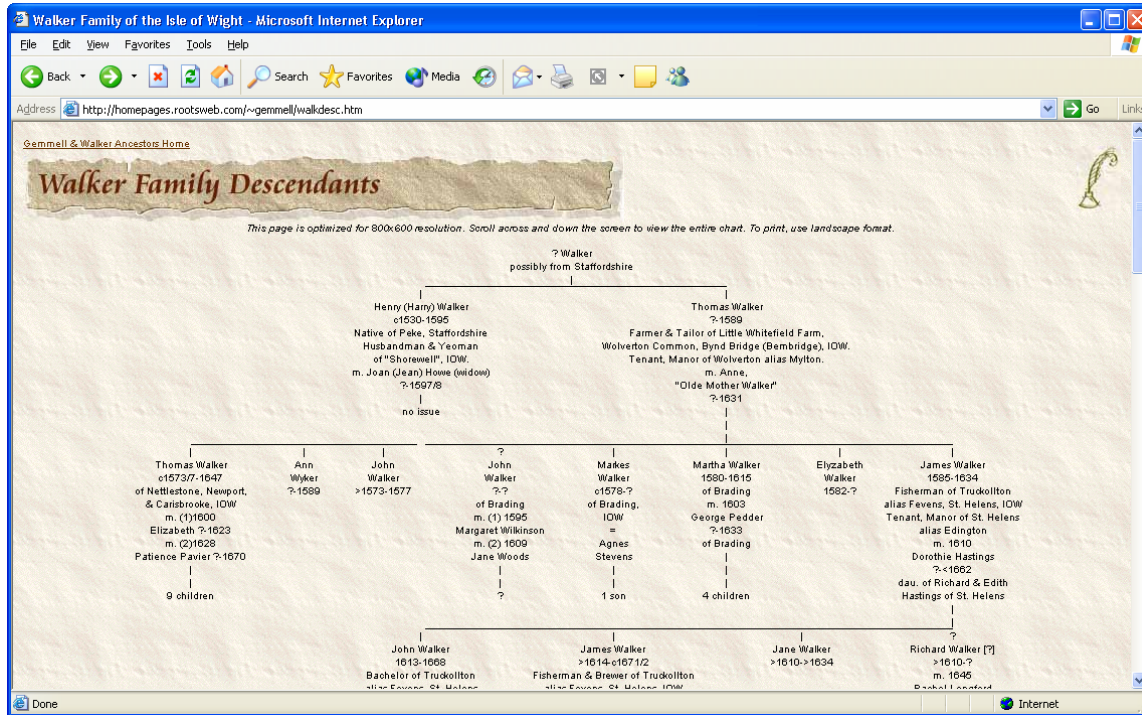 Walker Family of the Isle of Wight - Microsoft Internet Explorer
File Edit View Favorites Tools Help
Back Search Favorites Media
Address http://homepages.rootsweb.com/~gemmell/walkdesc.htm Go Links
Gemmell & Walker Ancestors Home
Walker Family Descendants
This page is optimized for 800x600 resolution. Scroll across and down the screen to view the entire chart. To print, use landscape format.
? Walker
possibly from Staffordshire
Henry (Harry) Walker
c1530-1595
Native of Peke, Staffordshire
Husbandman & Yeoman
of "Shorewell", IOW.
m. Joan (Jean) Howe (widow)
?-1597/8
no issue
Thomas Walker
?-1589
Farmer & Tailor of Little Whitefield Farm,
Wolverton Common, Bynd Bridge (Bembridge), IOW.
Tenant, Manor of Wolverton alias Mylton.
m. Anne,
"Olde Mother Walker"
?-1631
Thomas Walker
c1573/7-1647
of Nettlestone, Newport,
& Carisbrooke, IOW
m. (1)1600
Elizabeth ?-1623
m. (2)1628
Patience Pavier ?-1670
9 children
Ann
Wyker
?-1589
John
Walker
>1573-1577
?
John
Walker
?-?
of Brading
m. (1) 1595
Margaret Wilkinson
m. (2) 1609
Jane Woods
?
Markes
Walker
c1578-?
of Brading,
IOW
=
Agnes
Stevens
1 son
Martha Walker
1580-1615
of Brading
m. 1603
George Pedder
?-1633
of Brading
4 children
Elyzabeth
Walker
1582-?
James Walker
1585-1634
Fisherman of Truckollton
alias Fevens, St. Helens, IOW
Tenant, Manor of St. Helens
alias Edington
m. 1610
Dorothie Hastings
?-<1662
dau. of Richard & Edith
Hastings of St. Helens
John Walker
1613-1668
Bachelor of Truckollton
alias Fevens, St. Helens
James Walker
>1614-c1671/2
Fisherman & Brewer of Truckollton
alias Fevens, St. Helens, IOW
Jane Walker
>1610->1634
?
Richard Walker [?]
>1610-?
m. 1645
Rachel Longford
Done Internet